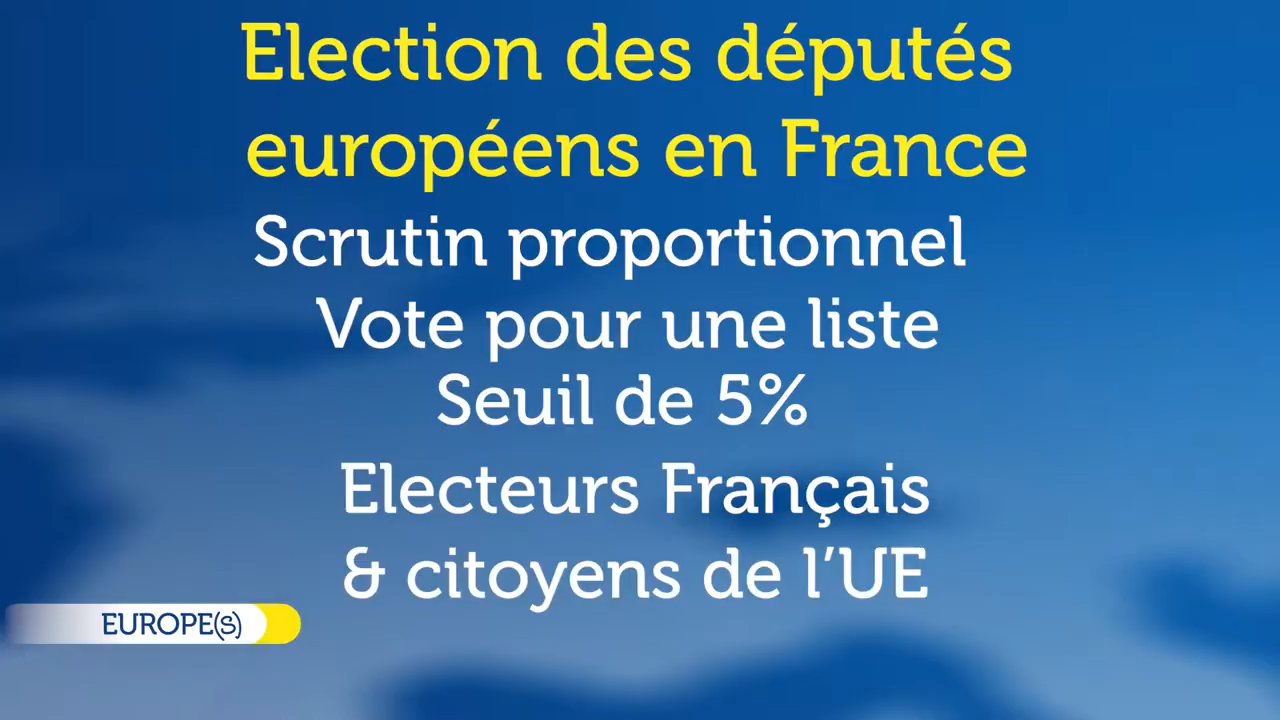 Election des députés
européens en France
Scrutin proportionnel
Vote pour une liste
Seuil de 5%
Electeurs Français
& citoyens de l'UE
EUROPE(S)